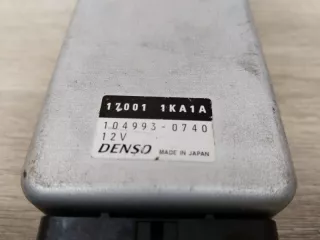 17001 1KA1A
104993-0740
12V
DENSO MADE IN JAPAN